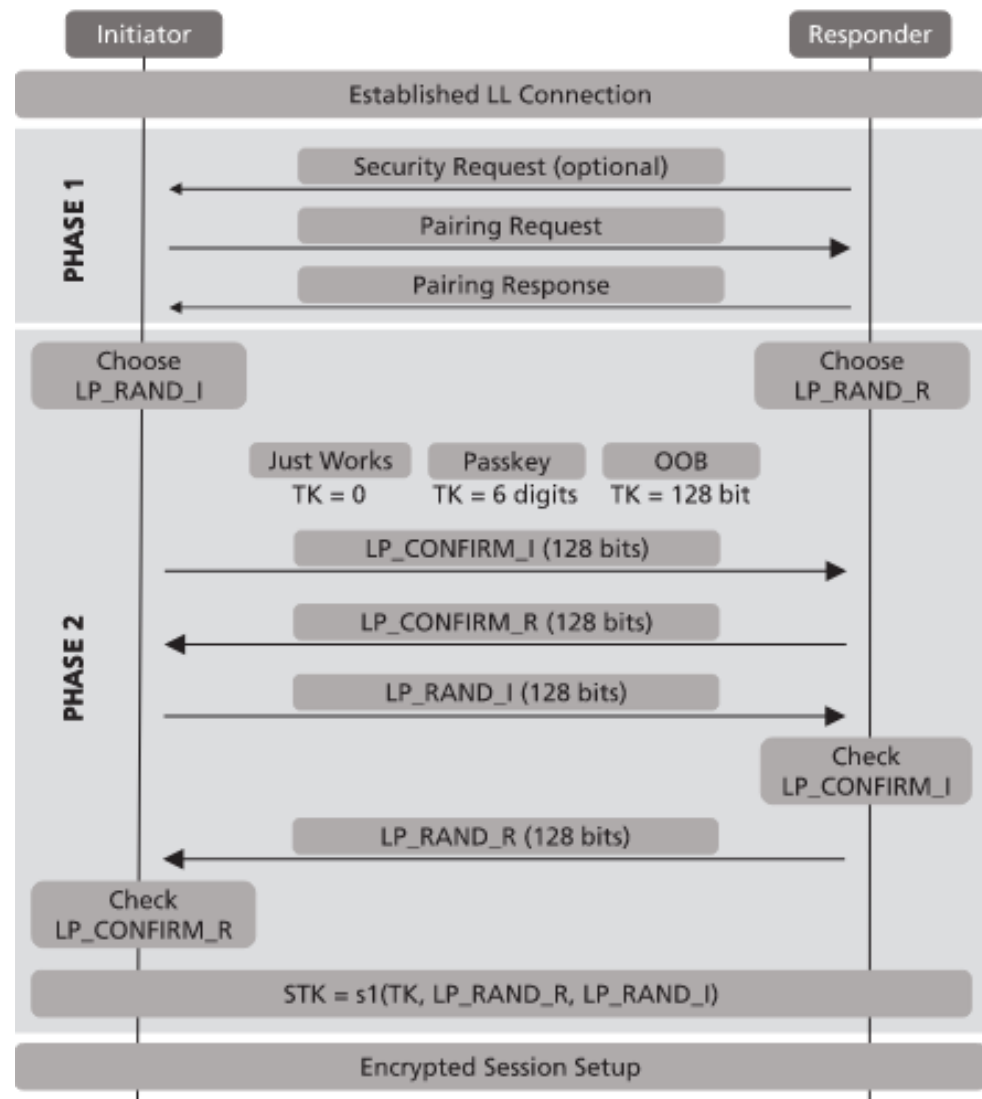 Initiator
Responder
Established LL Connection
PHASE 1
Security Request (optional)
Pairing Request
Pairing Response
Choose
LP_RAND_I
Choose
LP_RAND_R
Just Works
TK = 0
Passkey
TK = 6 digits
OOB
TK = 128 bit
PHASE 2
LP_CONFIRM_I (128 bits)
LP_CONFIRM_R (128 bits)
LP_RAND_I (128 bits)
Check
LP_CONFIRM_I
LP_RAND_R (128 bits)
Check
LP_CONFIRM_R
STK = s1(TK, LP_RAND_R, LP_RAND_I)
Encrypted Session Setup